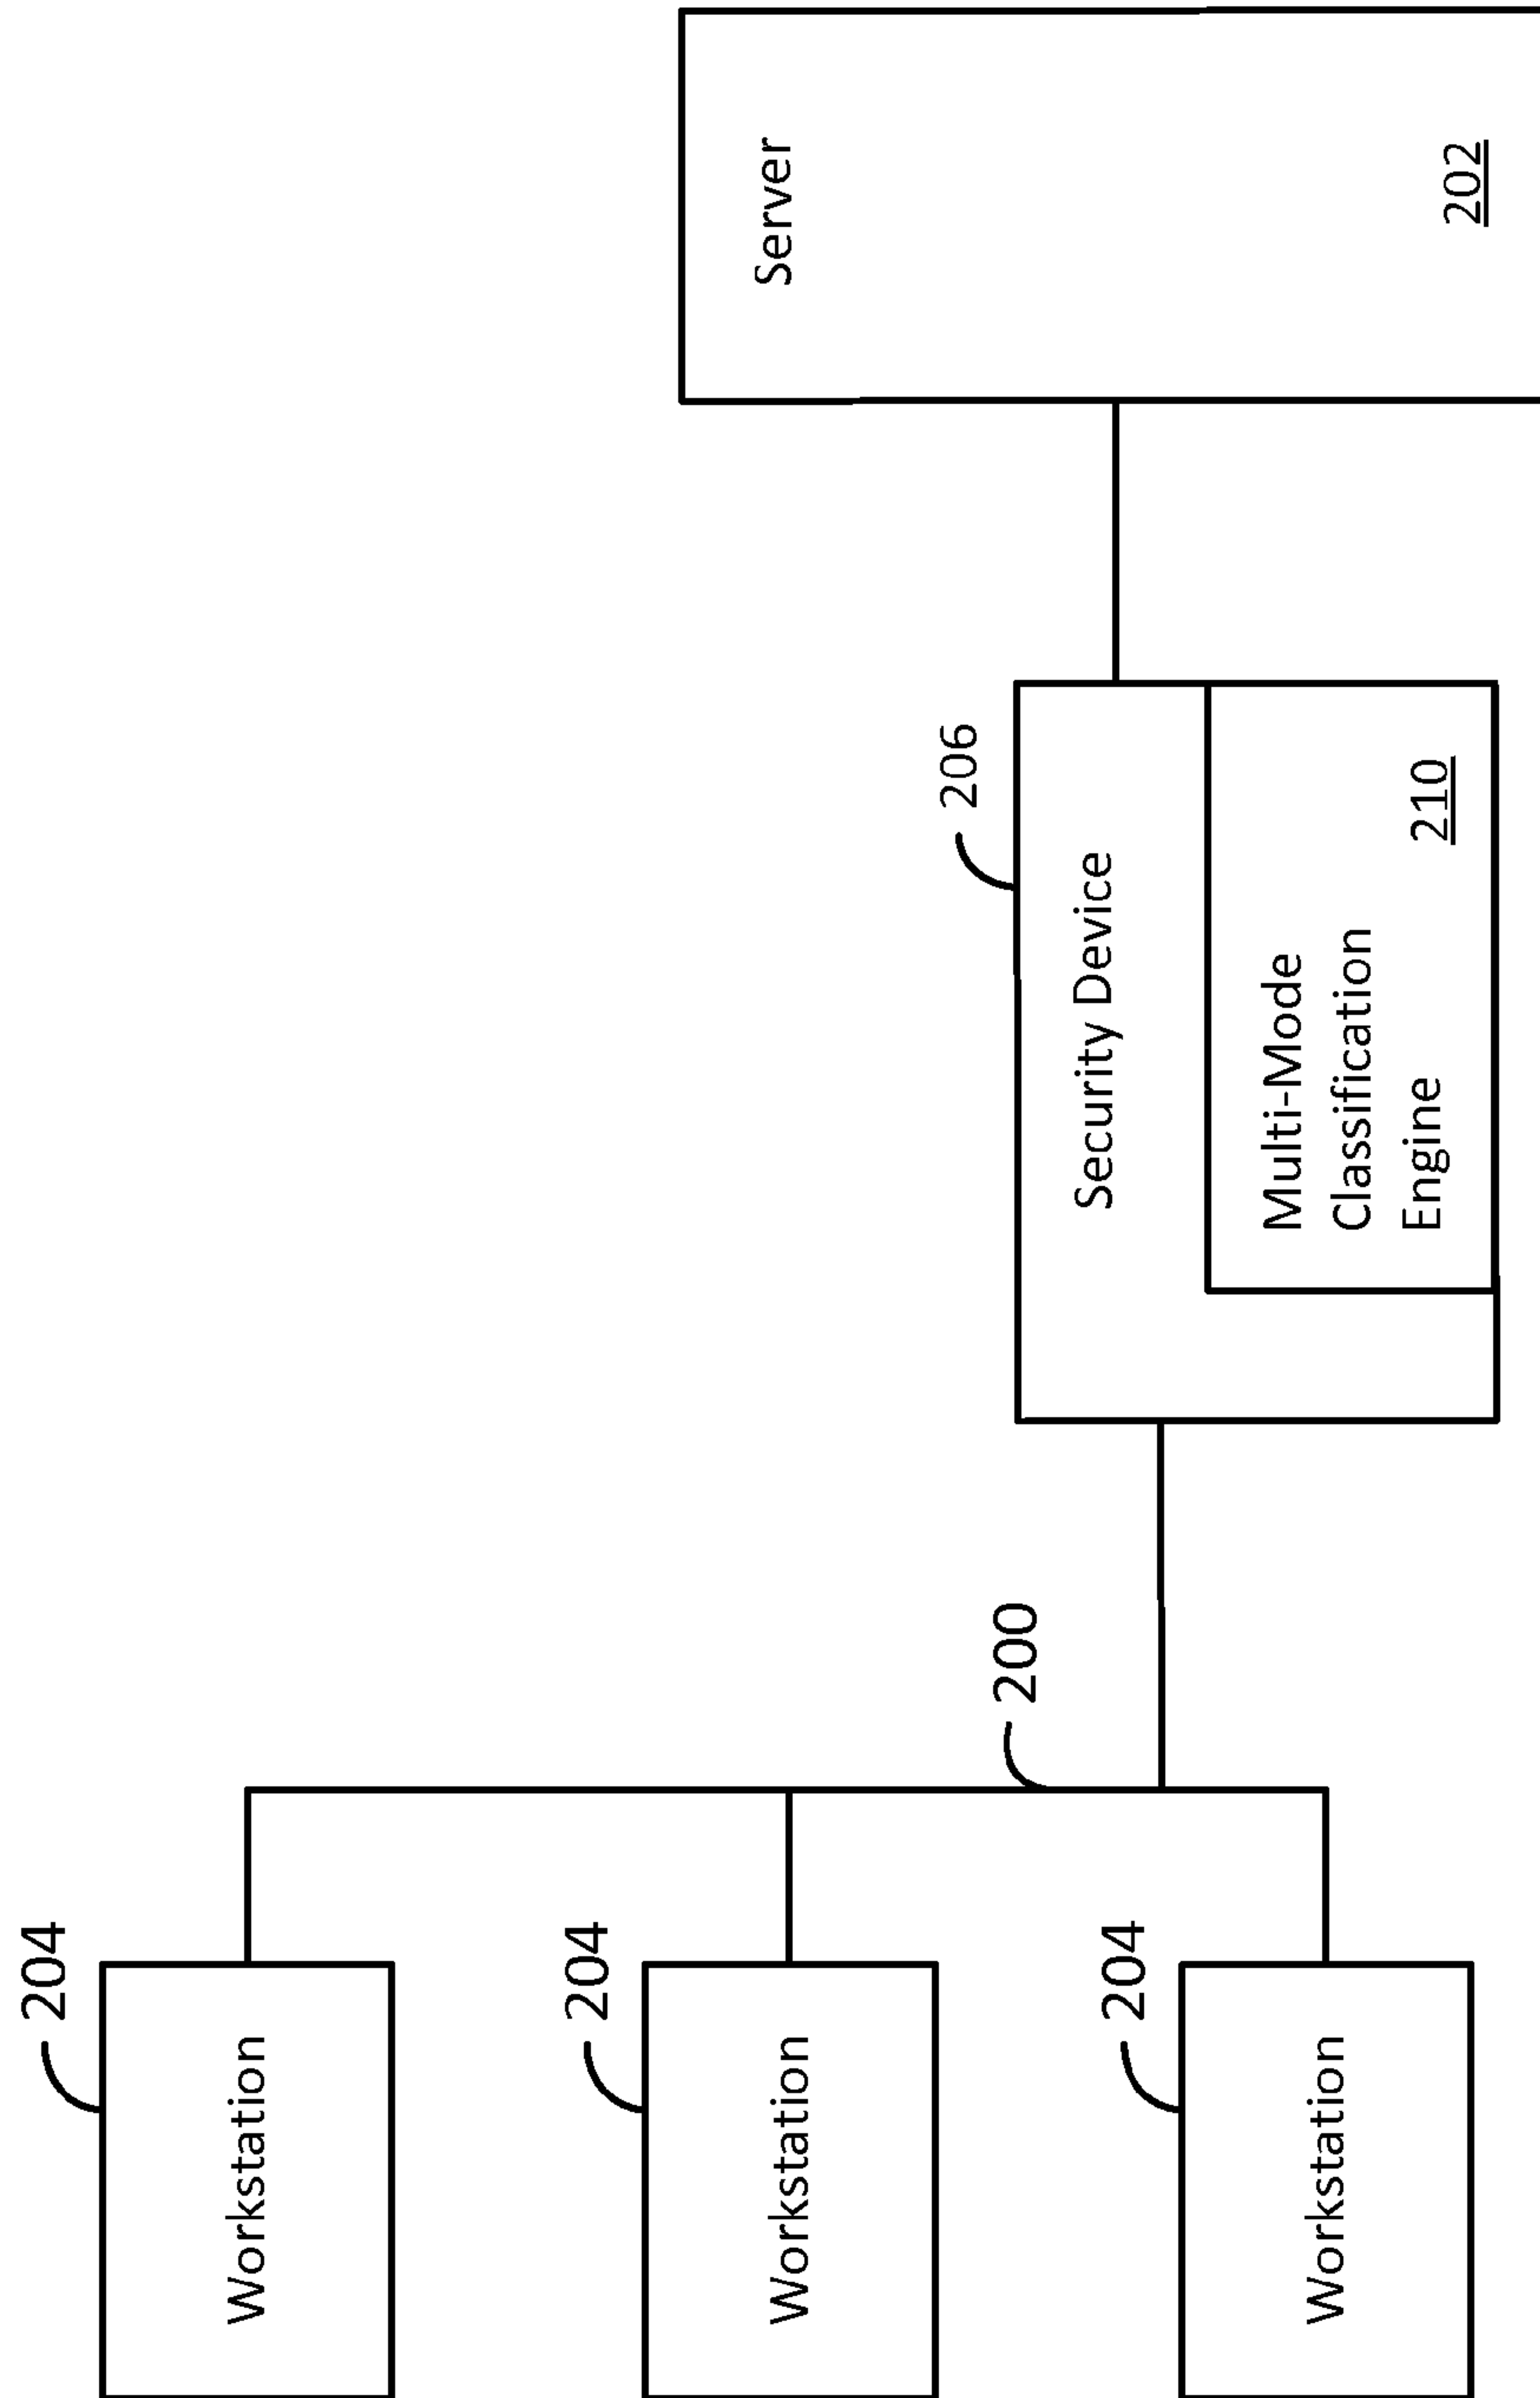 204
Workstation
204
Workstation
204
Workstation
200
206
Security Device
Multi-Mode
Classification
Engine
210
Server
202